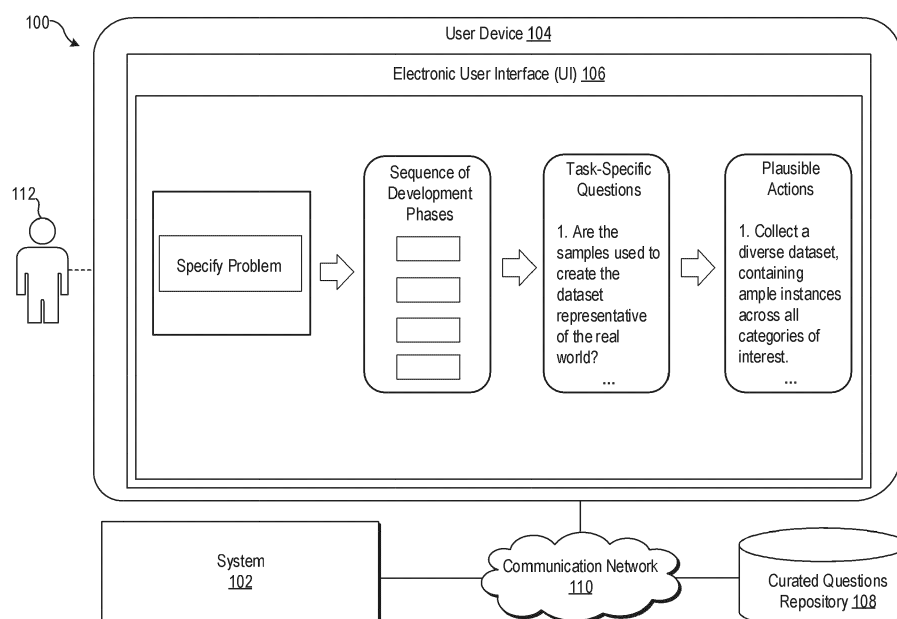 100
User Device 104
Electronic User Interface (UI) 106
112
Specify Problem
Sequence of
Development
Phases
Task-Specific
Questions
1. Are the
samples used to
create the
dataset
representative
of the real
world?
...
Plausible
Actions
1. Collect a
diverse dataset,
containing
ample instances
across all
categories of
interest.
...
System
102
Communication Network
110
Curated Questions
Repository 108